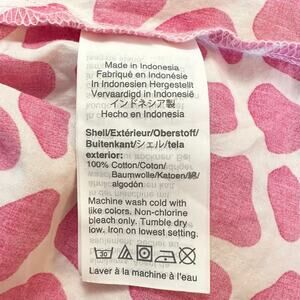 Made in Indonesia
Fabriqué en Indonésie
In Indonesien Hergestellt
Vervaardigd in Indonesië
インドネシア製
Hecho en Indonesia
Shell/Extérieur/Oberstoff/
Buitenkant/シェル/tela
exterior:
100% Cotton/Coton/
Baumwolle/Katoen/綿/
algodón
Machine wash cold with
like colors. Non-chlorine
bleach only. Tumble dry
low. Iron on lowest setting.
30
Laver à la machine à l'eau